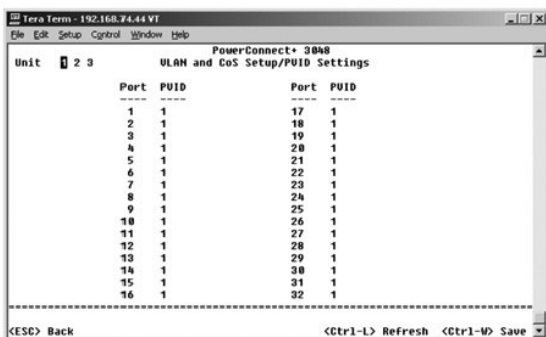 Tera Term - 192.168.74.44 VT
File Edit Setup Control Window Help
PowerConnect+ 3048
Unit 1 2 3 VLAN and CoS Setup/PVID Settings
Port PVID Port PVID
---- ---- ---- ----
1 1 17 1
2 1 18 1
3 1 19 1
4 1 20 1
5 1 21 1
6 1 22 1
7 1 23 1
8 1 24 1
9 1 25 1
10 1 26 1
11 1 27 1
12 1 28 1
13 1 29 1
14 1 30 1
15 1 31 1
16 1 32 1
<ESC> Back <Ctrl-L> Refresh <Ctrl-W> Save